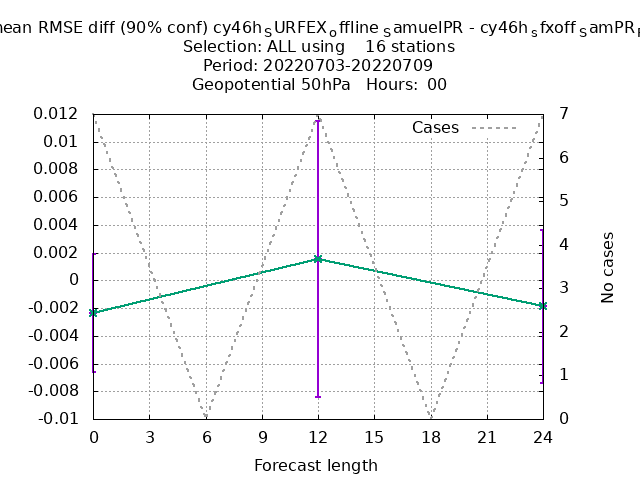 nean RMSE diff (90% conf) cy46h_SURFEX_offline_SamuelPR - cy46h_sfxoff_SamPR
Selection: ALL using 16 stations
Period: 20220703-20220709
Geopotential 50hPa Hours: 00
Cases
0.012
0.01
0.008
0.006
0.004
0.002
0
-0.002
-0.004
-0.006
-0.008
-0.01
7
6
5
4
3
2
1
0
No cases
0 3 6 9 12 15 18 21 24
Forecast length